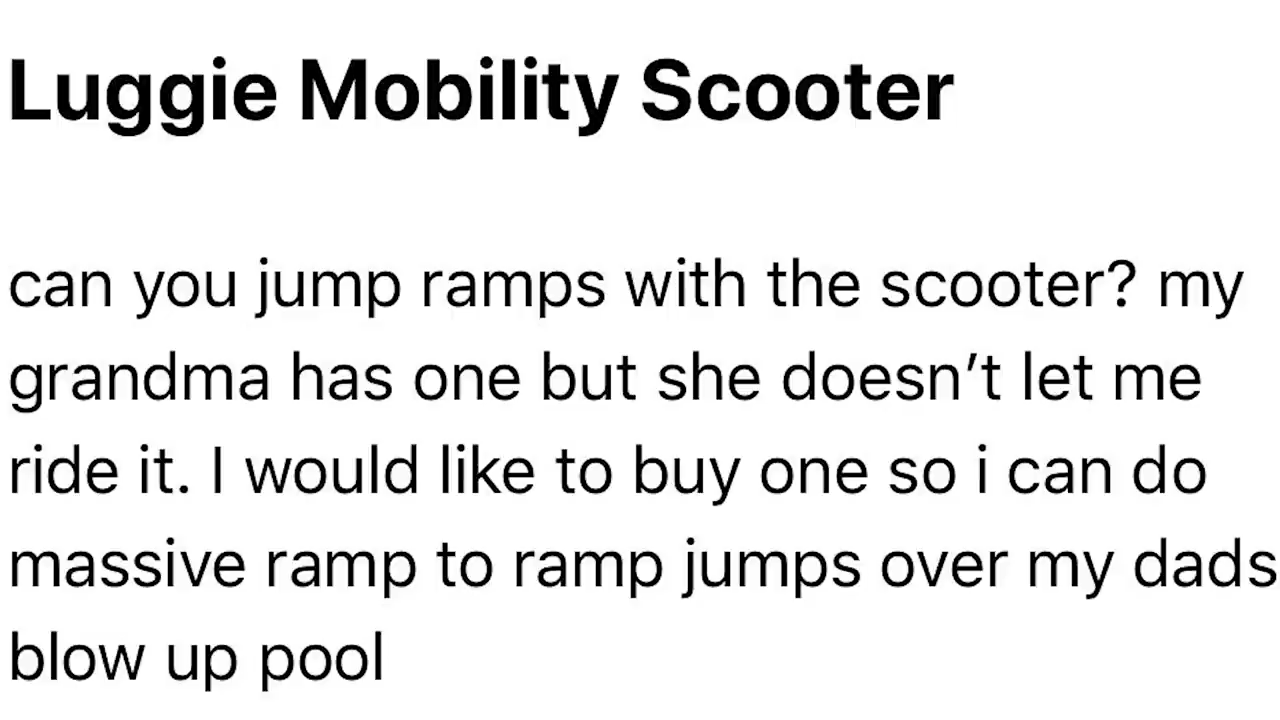 Luggie Mobility Scooter
can you jump ramps with the scooter? my
grandma has one but she doesn’t let me
ride it. I would like to buy one so i can do
massive ramp to ramp jumps over my dads
blow up pool